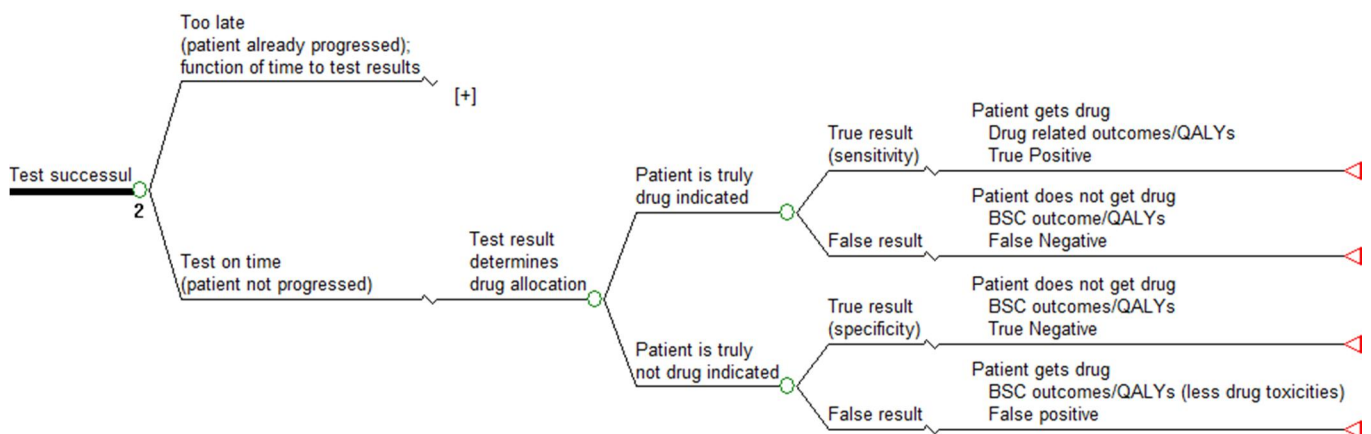 Too late
(patient already progressed);
function of time to test results
[+]
Test successul
2
Test on time
(patient not progressed)
Test result
determines
drug allocation
Patient is truly
drug indicated
True result
(sensitivity)
Patient gets drug
Drug related outcomes/QALYs
True Positive
False result
Patient does not get drug
BSC outcome/QALYs
False Negative
Patient is truly
not drug indicated
True result
(specificity)
Patient does not get drug
BSC outcomes/QALYs
True Negative
False result
Patient gets drug
BSC outcomes/QALYs (less drug toxicities)
False positive